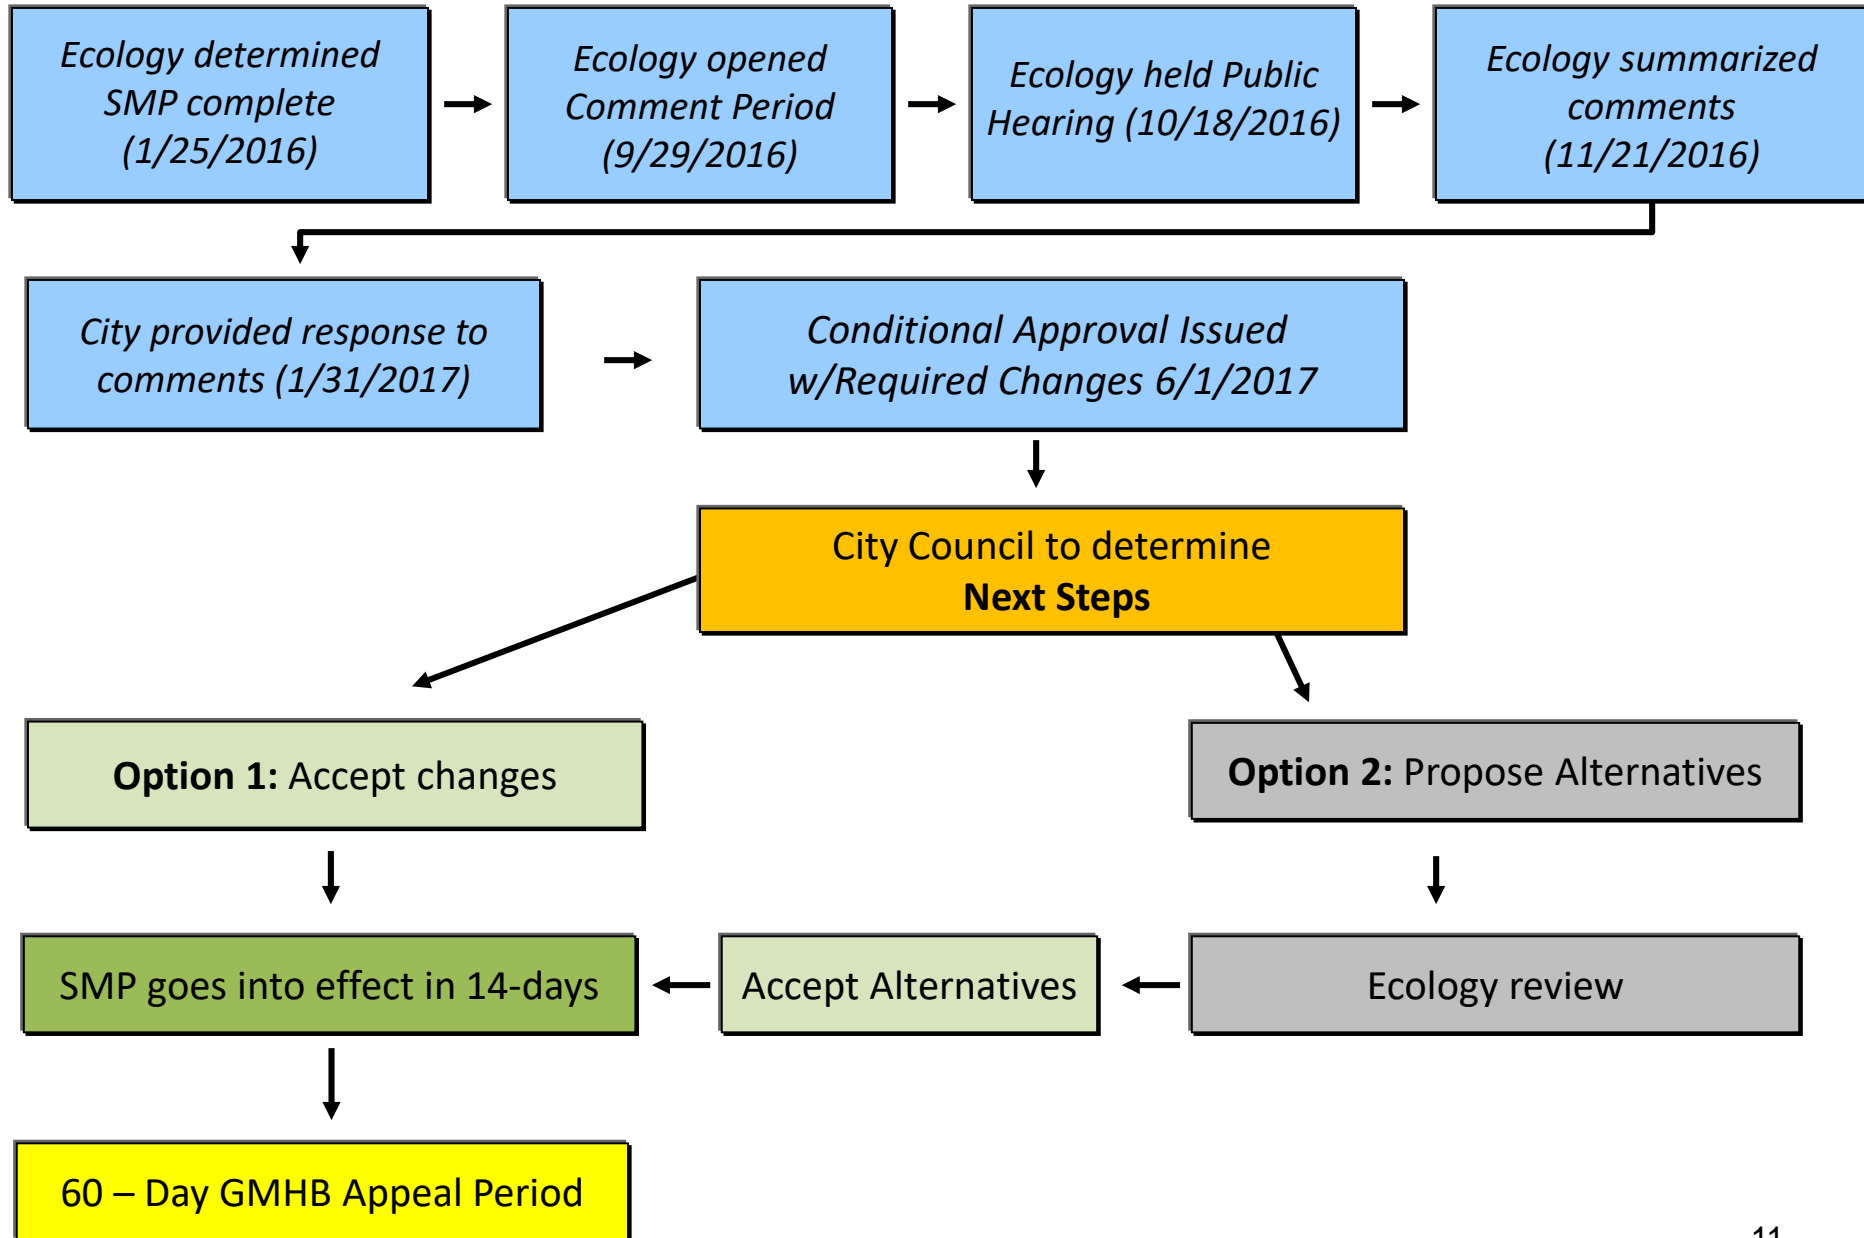 Ecology determined
SMP complete
(1/25/2016)
Ecology opened
Comment Period
(9/29/2016)
Ecology held Public
Hearing (10/18/2016)
Ecology summarized
comments
(11/21/2016)
City provided response to
comments (1/31/2017)
Conditional Approval Issued
w/Required Changes 6/1/2017
City Council to determine
Next Steps
Option 1: Accept changes
Option 2: Propose Alternatives
SMP goes into effect in 14-days
Accept Alternatives
Ecology review
60 – Day GMHB Appeal Period
11